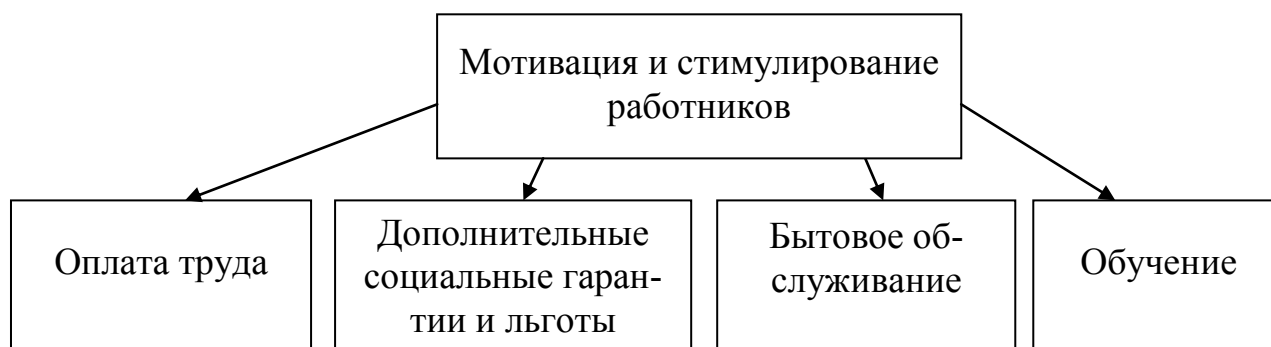 Мотивация и стимулирование
работников
Оплата труда
Дополнительные
социальные гаран-
тии и льготы
Бытовое об-
служивание
Обучение